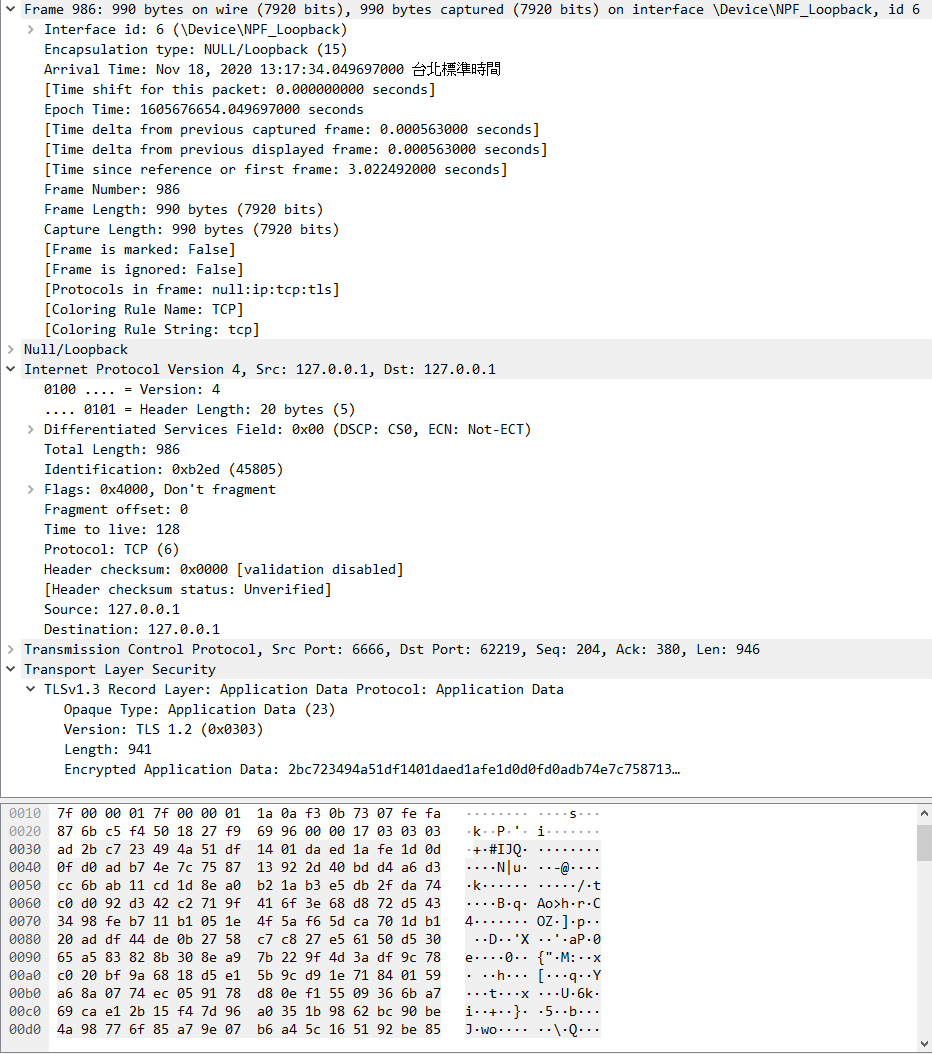 Frame 986: 990 bytes on wire (7920 bits), 990 bytes captured (7920 bits) on interface \Device\NPF_Loopback, id 6
Interface id: 6 (\Device\NPF_Loopback)
Encapsulation type: NULL/Loopback (15)
Arrival Time: Nov 18, 2020 13:17:34.049697000 台北標準時間
[Time shift for this packet: 0.000000000 seconds]
Epoch Time: 1605676654.049697000 seconds
[Time delta from previous captured frame: 0.000563000 seconds]
[Time delta from previous displayed frame: 0.000563000 seconds]
[Time since reference or first frame: 3.022492000 seconds]
Frame Number: 986
Frame Length: 990 bytes (7920 bits)
Capture Length: 990 bytes (7920 bits)
[Frame is marked: False]
[Frame is ignored: False]
[Protocols in frame: null:ip:tcp:tls]
[Coloring Rule Name: TCP]
[Coloring Rule String: tcp]
Null/Loopback
Internet Protocol Version 4, Src: 127.0.0.1, Dst: 127.0.0.1
0100 .... = Version: 4
.... 0101 = Header Length: 20 bytes (5)
Differentiated Services Field: 0x00 (DSCP: CS0, ECN: Not-ECT)
Total Length: 986
Identification: 0xb2ed (45805)
Flags: 0x4000, Don't fragment
Fragment offset: 0
Time to live: 128
Protocol: TCP (6)
Header checksum: 0x0000 [validation disabled]
[Header checksum status: Unverified]
Source: 127.0.0.1
Destination: 127.0.0.1
Transmission Control Protocol, Src Port: 6666, Dst Port: 62219, Seq: 204, Ack: 380, Len: 946
Transport Layer Security
TLSv1.3 Record Layer: Application Data Protocol: Application Data
Opaque Type: Application Data (23)
Version: TLS 1.2 (0x0303)
Length: 941
Encrypted Application Data: 2bc723494a51df1401daed1afe1d0d0fd0adb74e7c758713…
0010 7f 00 00 01 7f 00 00 01 1a 0a f3 0b 73 07 fe fa ········ ····s···
0020 87 6b c5 f4 50 18 27 f9 69 96 00 00 17 03 03 03 ·k··P·'· i·······
0030 ad 2b c7 23 49 4a 51 df 14 01 da ed 1a fe 1d 0d ·+·#IJQ· ········
0040 0f d0 ad b7 4e 7c 75 87 13 92 2d 40 bd d4 a6 d3 ····N|u· ··-@····
0050 cc 6b ab 11 cd 1d 8e a0 b2 1a b3 e5 db 2f da 74 ·k······ ·····/·t
0060 c0 d0 92 d3 42 c2 71 9f 41 6f 3e 68 d8 72 d5 43 ····B·q· Ao>h·r·C
0070 34 98 fe b7 11 b1 05 1e 4f 5a f6 5d ca 70 1d b1 4······· OZ·]·p··
0080 20 ad df 44 de 0b 27 58 c7 c8 27 e5 61 50 d5 30 ··D··'X ··'·aP·0
0090 65 a5 83 82 8b 30 8e a9 7b 22 9f 4d 3a df 9c 78 e····0·· {"·M:··x
00a0 c0 20 bf 9a 68 18 d5 e1 5b 9c d9 1e 71 84 01 59 · ··h··· [···q··Y
00b0 a6 8a 07 74 ec 05 91 78 d8 0e f1 55 09 36 6b a7 ···t···x ···U·6k·
00c0 69 ca e1 2b 15 f4 7d 96 a0 35 1b 98 62 bc 90 be i··+··}· ·5··b···
00d0 4a 98 77 6f 85 a7 9e 07 b6 a4 5c 16 51 92 be 85 J·wo···· ··\·Q···